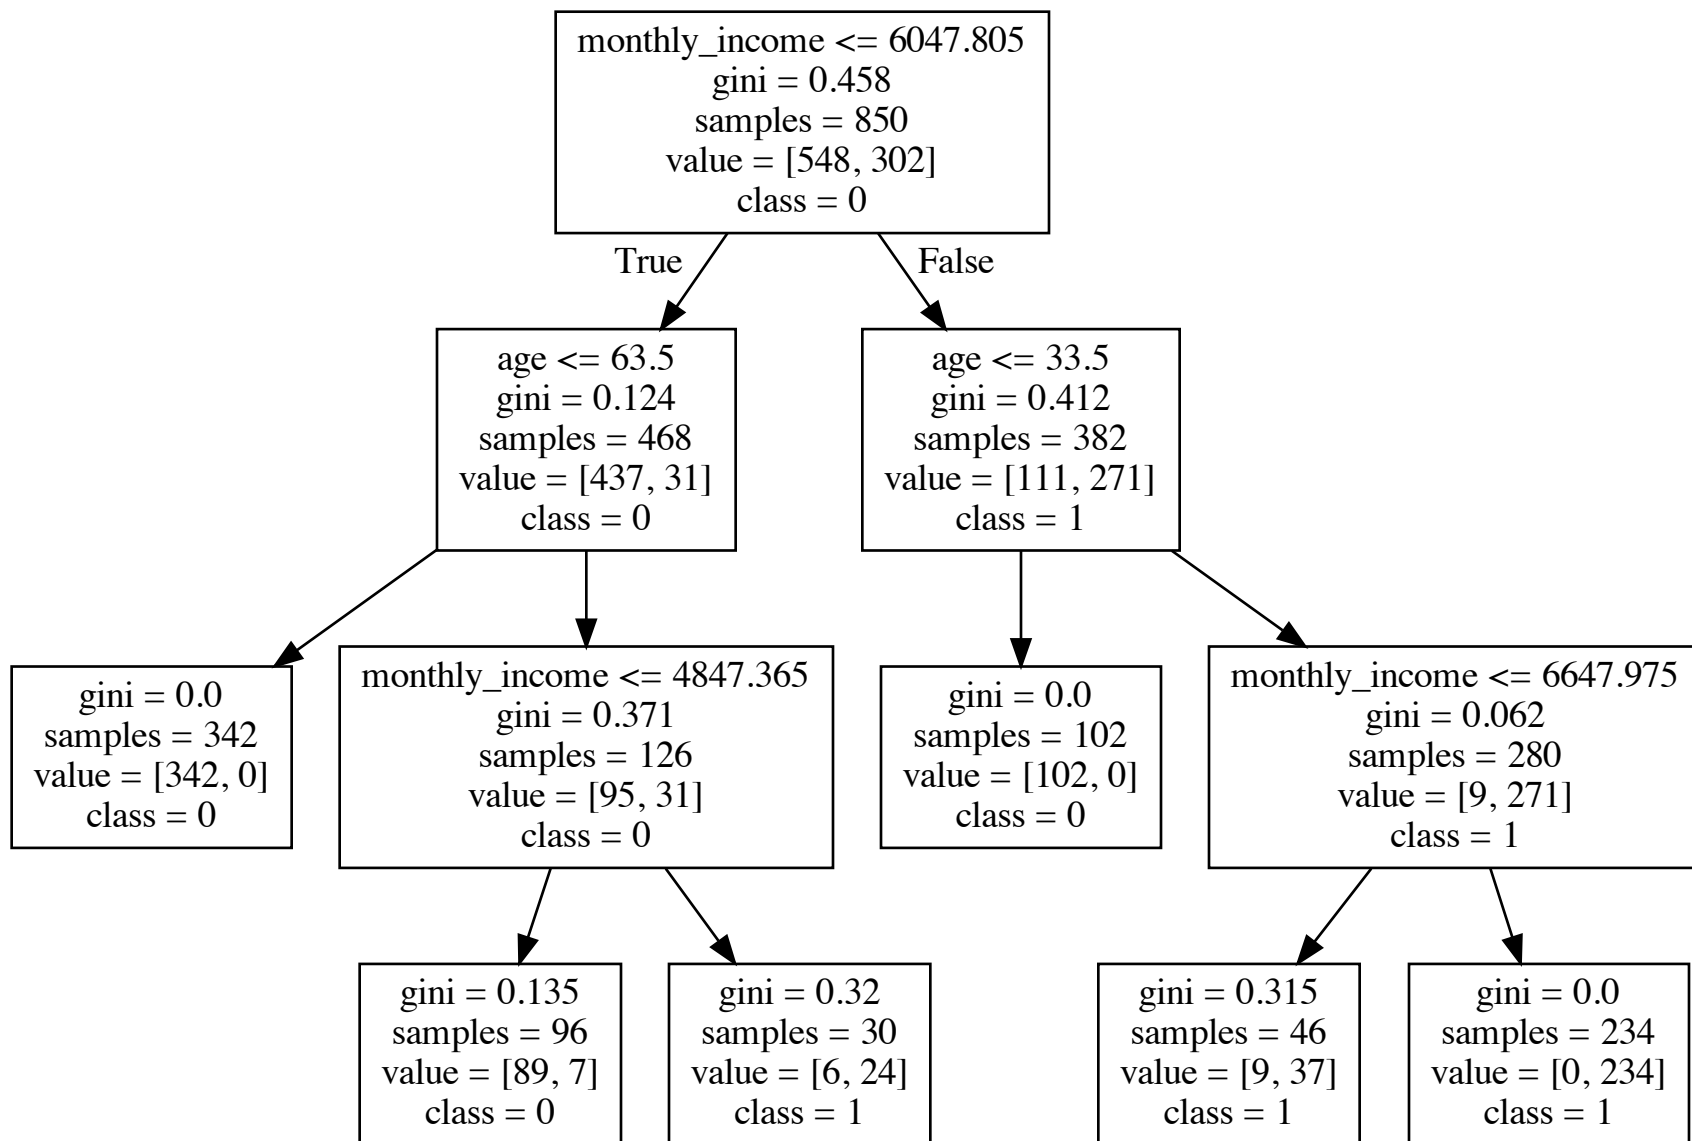 monthly_income <= 6047.805
gini = 0.458
samples = 850
value = [548, 302]
class = 0
True
False
age <= 63.5
gini = 0.124
samples = 468
value = [437, 31]
class = 0
age <= 33.5
gini = 0.412
samples = 382
value = [111, 271]
class = 1
gini = 0.0
samples = 342
value = [342, 0]
class = 0
monthly_income <= 4847.365
gini = 0.371
samples = 126
value = [95, 31]
class = 0
gini = 0.0
samples = 102
value = [102, 0]
class = 0
monthly_income <= 6647.975
gini = 0.062
samples = 280
value = [9, 271]
class = 1
gini = 0.135
samples = 96
value = [89, 7]
class = 0
gini = 0.32
samples = 30
value = [6, 24]
class = 1
gini = 0.315
samples = 46
value = [9, 37]
class = 1
gini = 0.0
samples = 234
value = [0, 234]
class = 1